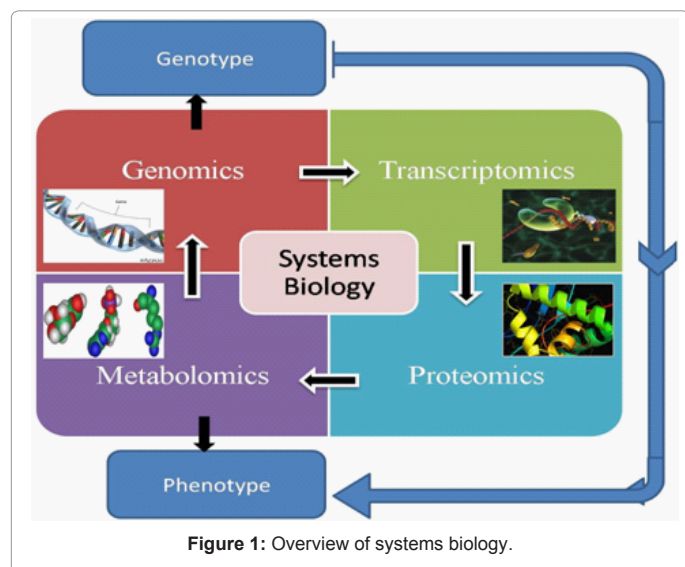 Genotype
Genomics
Transcriptomics
Systems
Biology
Metabolomics
Proteomics
Phenotype
Figure 1: Overview of systems biology.